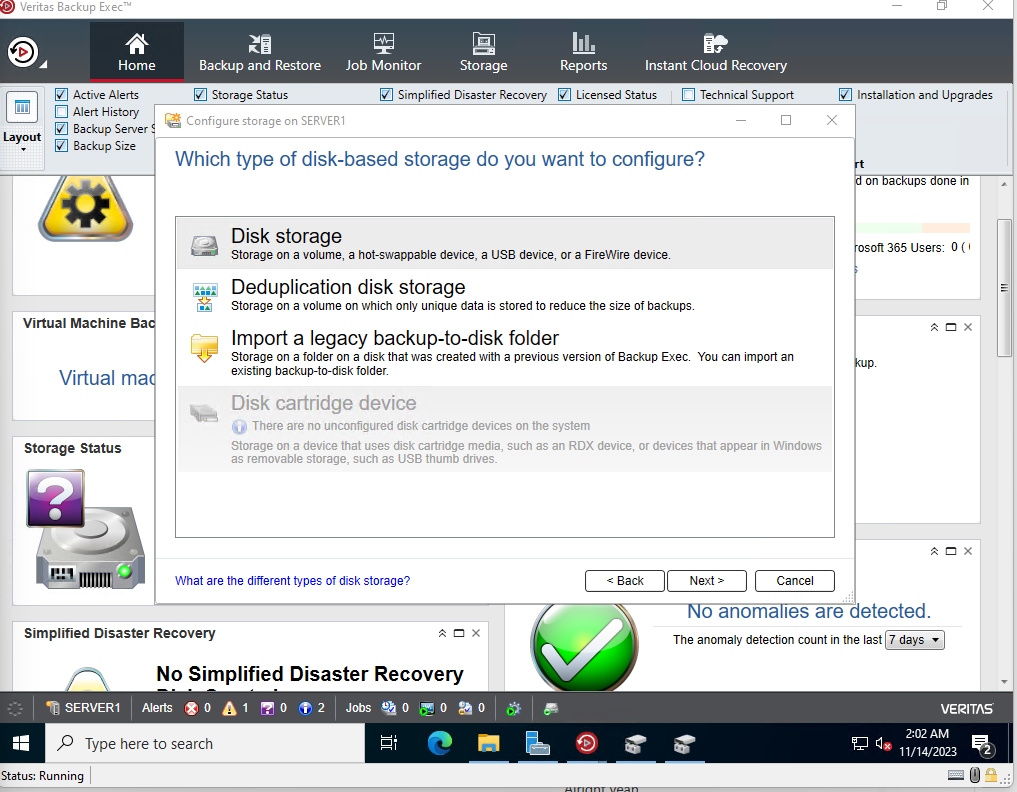 Veritas Backup Exec™
Home
Backup and Restore
Job Monitor
Storage
Reports
Instant Cloud Recovery
Layout
Active Alerts
Alert History
Backup Server S
Backup Size
Storage Status
Simplified Disaster Recovery
Licensed Status
Technical Support
Installation and Upgrades
rt
d on backups done in
Configure storage on SERVER1
Which type of disk-based storage do you want to configure?
Disk storage
Storage on a volume, a hot-swappable device, a USB device, or a FireWire device.
Deduplication disk storage
Storage on a volume on which only unique data is stored to reduce the size of backups.
Import a legacy backup-to-disk folder
Storage on a folder on a disk that was created with a previous version of Backup Exec. You can import an
existing backup-to-disk folder.
Disk cartridge device
There are no unconfigured disk cartridge devices on the system
Storage on a device that uses disk cartridge media, such as an RDX device, or devices that appear in Windows
as removable storage, such as USB thumb drives.
What are the different types of disk storage?
< Back
Next >
Cancel
rosoft 365 Users: 0 (
s
kup.
Virtual Machine Bac
Virtual mac
Storage Status
Simplified Disaster Recovery
No Simplified Disaster Recovery
No anomalies are detected.
The anomaly detection count in the last 7 days
SERVER1
Alerts 0 1 0 2
Jobs 0 0 0
VERITAS
Type here to search
2:02 AM
11/14/2023
2
Status: Running
Alright yeah